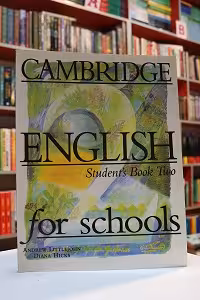 CAMBRIDGE
ENGLISH
Student's Book Two
for schools
ANDREW LITTLEJOHN
DIANA HICKS